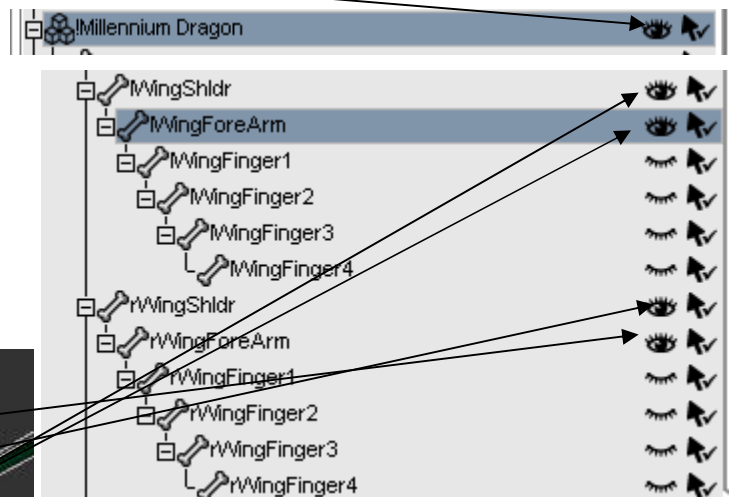 !Millennium Dragon
lWingShldr
lWingForeArm
lWingFinger1
lWingFinger2
lWingFinger3
lWingFinger4
rWingShldr
rWingForeArm
rWingFinger1
rWingFinger2
rWingFinger3
rWingFinger4